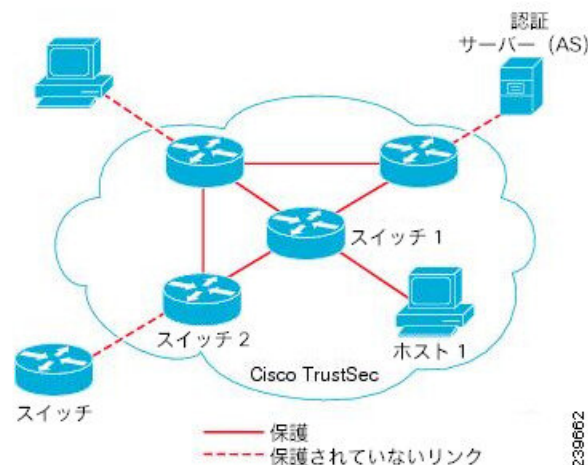 認証
サーバー (AS)
スイッチ 1
スイッチ 2
ホスト 1
Cisco TrustSec
スイッチ
保護
保護されていないリンク
239662